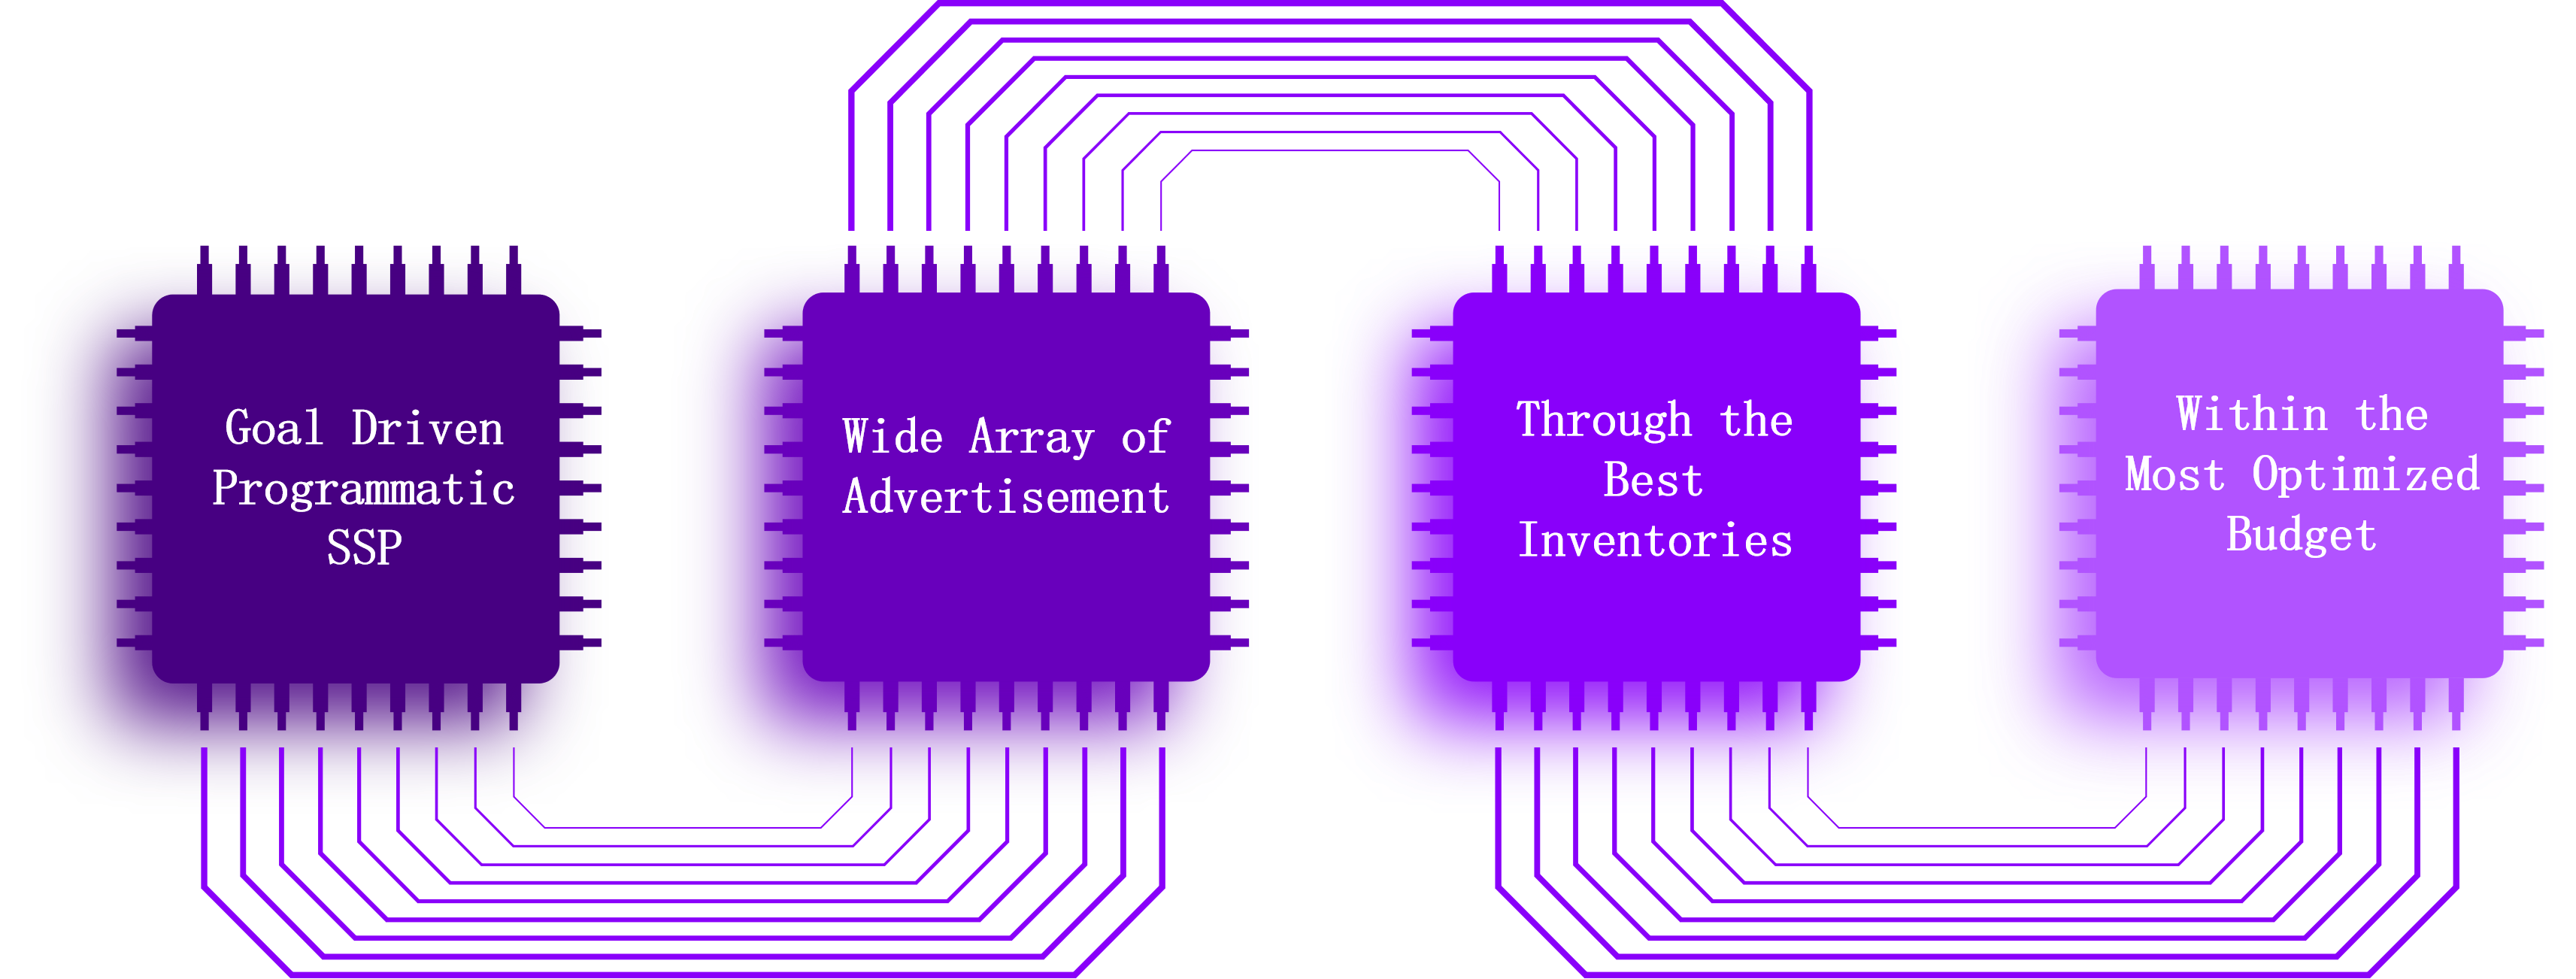 Goal Driven
Programmatic
SSP
Wide Array of
Advertisement
Through the
Best
Inventories
Within the
Most Optimized
Budget